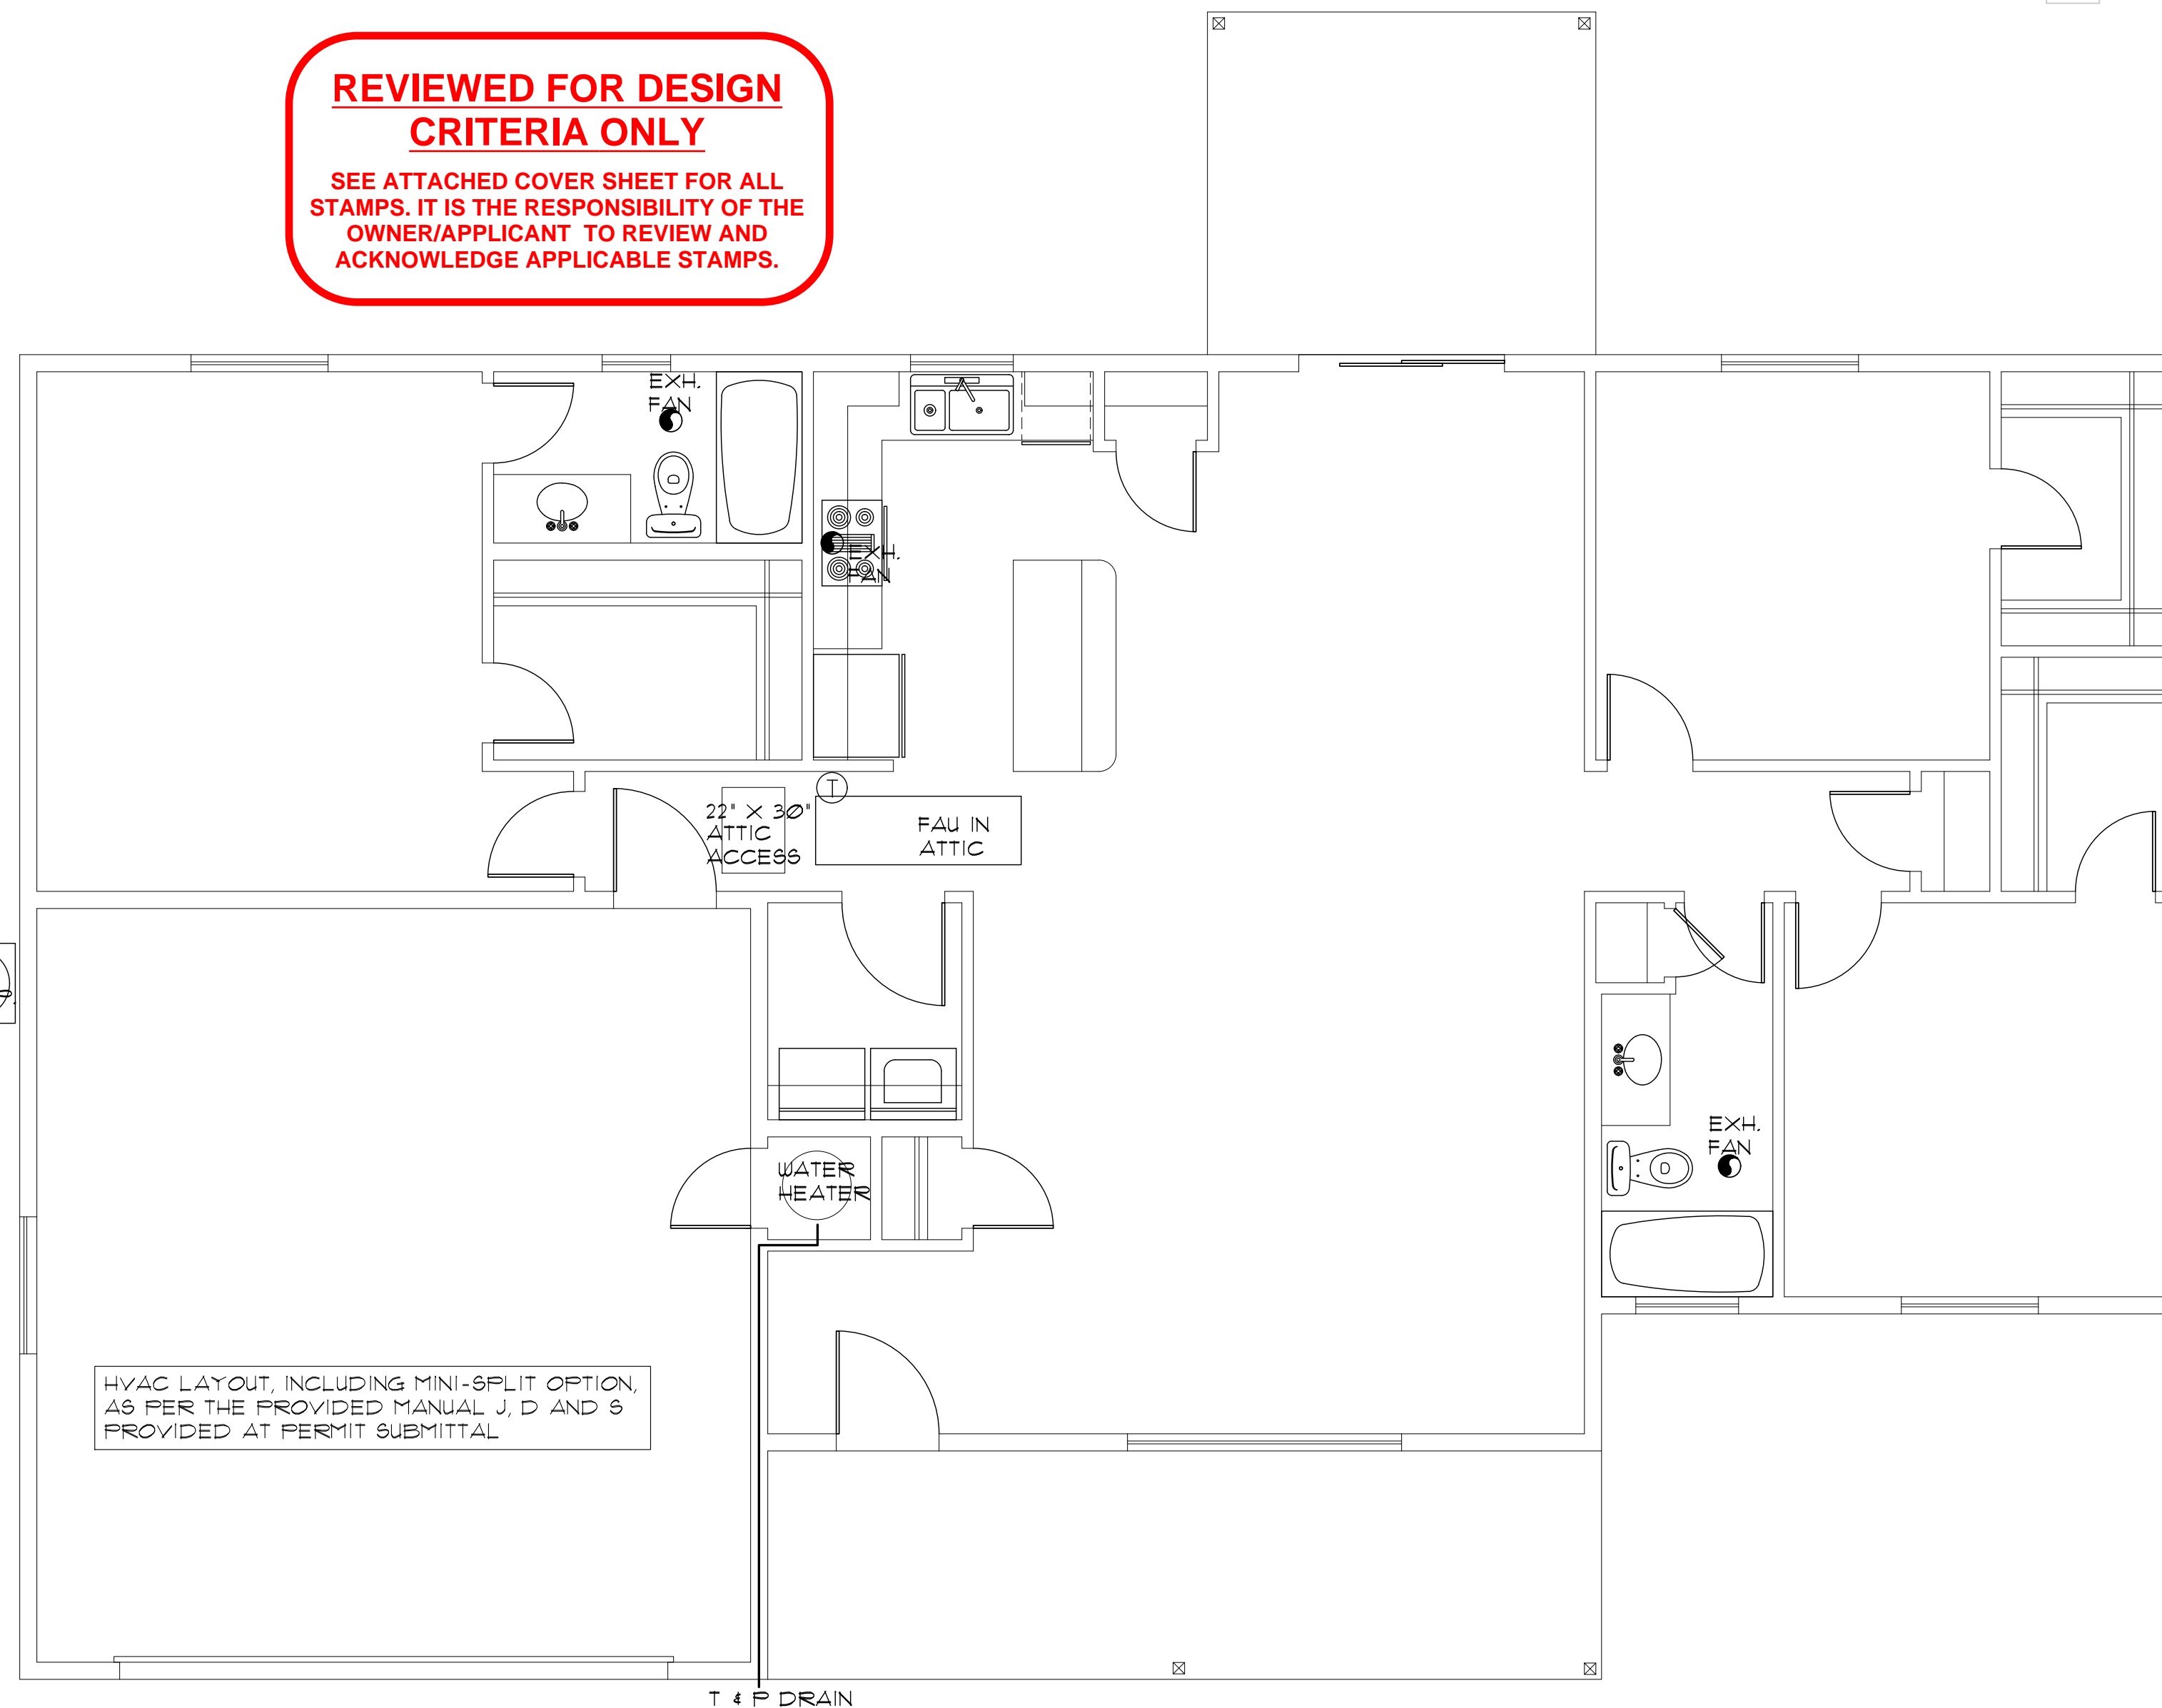 REVIEWED FOR DESIGN
CRITERIA ONLY
SEE ATTACHED COVER SHEET FOR ALL
STAMPS. IT IS THE RESPONSIBILITY OF THE
OWNER/APPLICANT TO REVIEW AND
ACKNOWLEDGE APPLICABLE STAMPS.
EXH.
FAN
EXH.
FAN
T
22" X 30"
ATTIC
ACCESS
FAU IN
ATTIC
EXH.
FAN
WATER
HEATER
HVAC LAYOUT, INCLUDING MINI-SPLIT OPTION,
AS PER THE PROVIDED MANUAL J, D AND S
PROVIDED AT PERMIT SUBMITTAL
T & P DRAIN